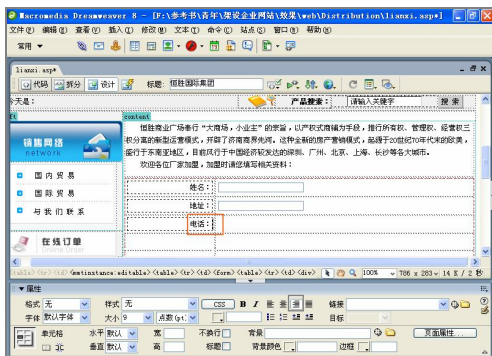 Macromedia Dreamweaver 8 - [F:\参考书\青年\架设企业网站\效果\web\Distribution\lianxi.asp*]
文件(F) 编辑(E) 查看(V) 插入(I) 修改(M) 文本(T) 命令(C) 站点(S) 窗口(W) 帮助(H)
常用
lianxi.asp*
代码 拆分 设计 标题: 恒胜国际集团
天是： 产品搜索： 请输入关键字 搜 索
content
恒胜商业广场奉行“大商场，小业主”的宗旨，以产权式商铺为手段，推行所有权、管理权、经营权三
权分离的新型运营模式，开辟了济南商界先河。这种全新的房产营销模式，起源于20世纪70年代末的欧美，
盛行于东南亚地区，目前风行于中国经济较发达的深圳、广州、北京、上海、长沙等各大城市。
欢迎各位厂家加盟，加盟时请您填写相关资料：
销售网络
network
国 内 贸 易
国 际 贸 易
与 我 们 联 系
在 线 订 单
Online Order
姓名：
地址：
电话：
<table> <tr> <td> <mmtinstance:editable> <table> <tr> <td> <form> <table> <tr> <td> <div> 100% 786 x 283 14 K / 2 秒
属性
格式 无 样式 无 CSS B I 链接
字体 默认字体 大小 9 点数(pt) 目标
单元格 水平 默认 宽 不换行 背景 页面属性...
垂直 默认 高 标题 背景颜色 边框